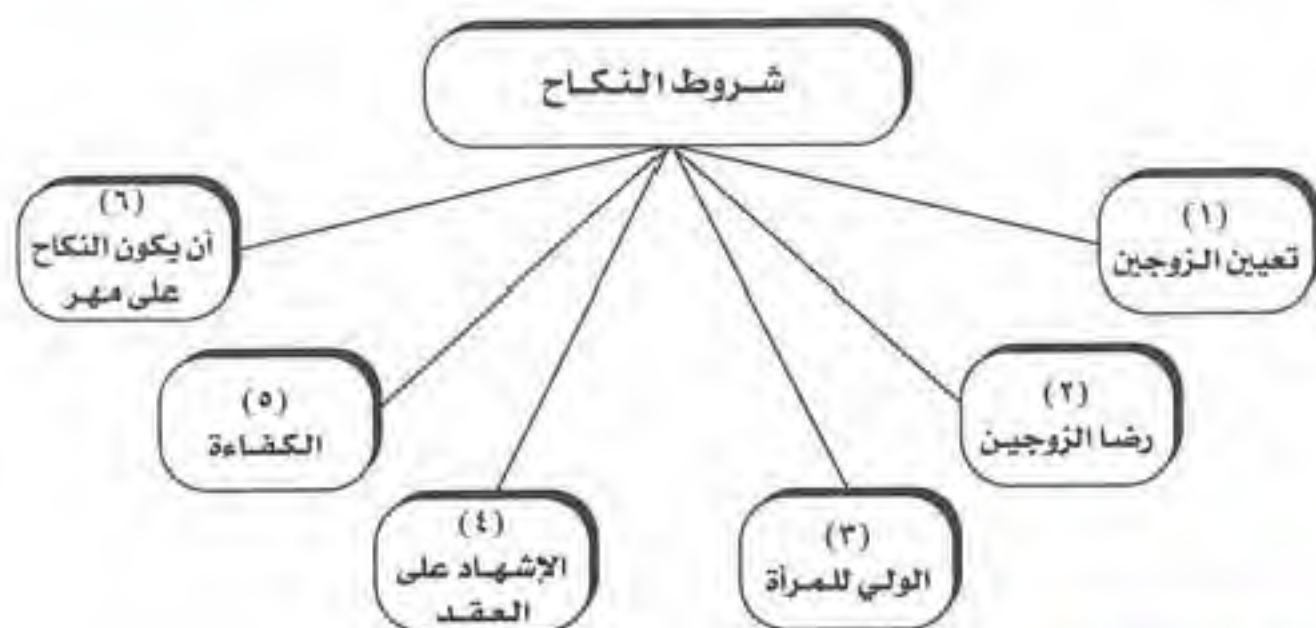 شروط النكاح
(١)
تعيين الزوجين
(٢)
رضا الزوجين
(٣)
الولي للمرأة
(٤)
الإشهاد على
العقد
(٥)
الكفاءة
(٦)
أن يكون النكاح
على مهر